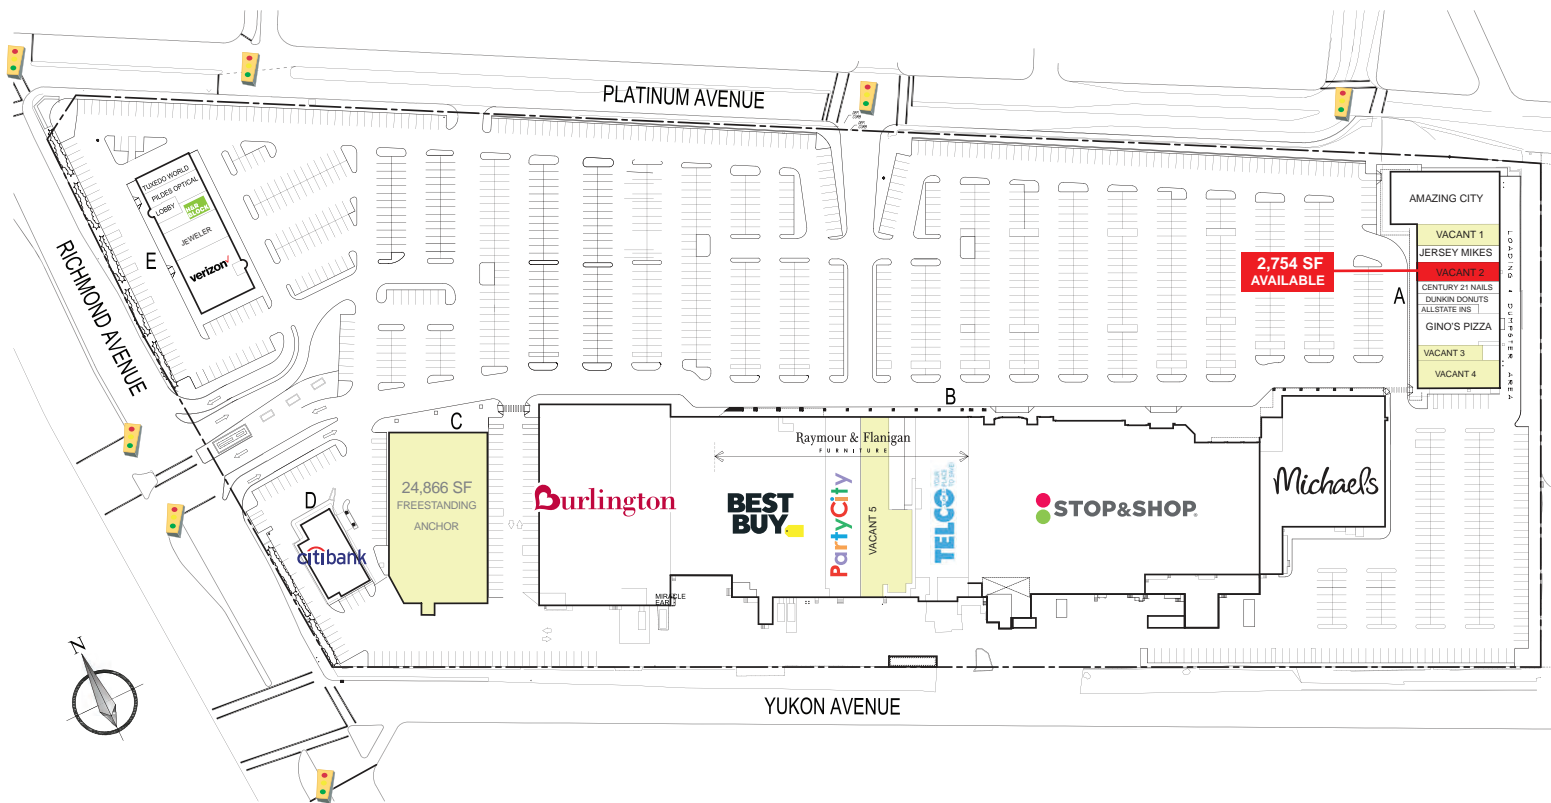 PLATINUM AVENUE
TUXEDO WORLD
PILDES OPTICAL
LOBBY
H&R
BLOCK
JEWELER
verizon
E
RICHMOND AVENUE
AMAZING CITY
VACANT 1
JERSEY MIKES
2,754 SF
AVAILABLE
VACANT 2
CENTURY 21 NAILS
DUNKIN DONUTS
ALLSTATE INS
GINO'S PIZZA
VACANT 3
VACANT 4
A
LOADING & DUMPSTER AREA
B
C
24,866 SF
FREESTANDING
ANCHOR
D
citibank
Burlington
MIRACLE
EAR
BEST
BUY
Raymour & Flanigan
FURNITURE
PartyCity
VACANT 5
TELCO
STOP&SHOP
Michaels
N
YUKON AVENUE